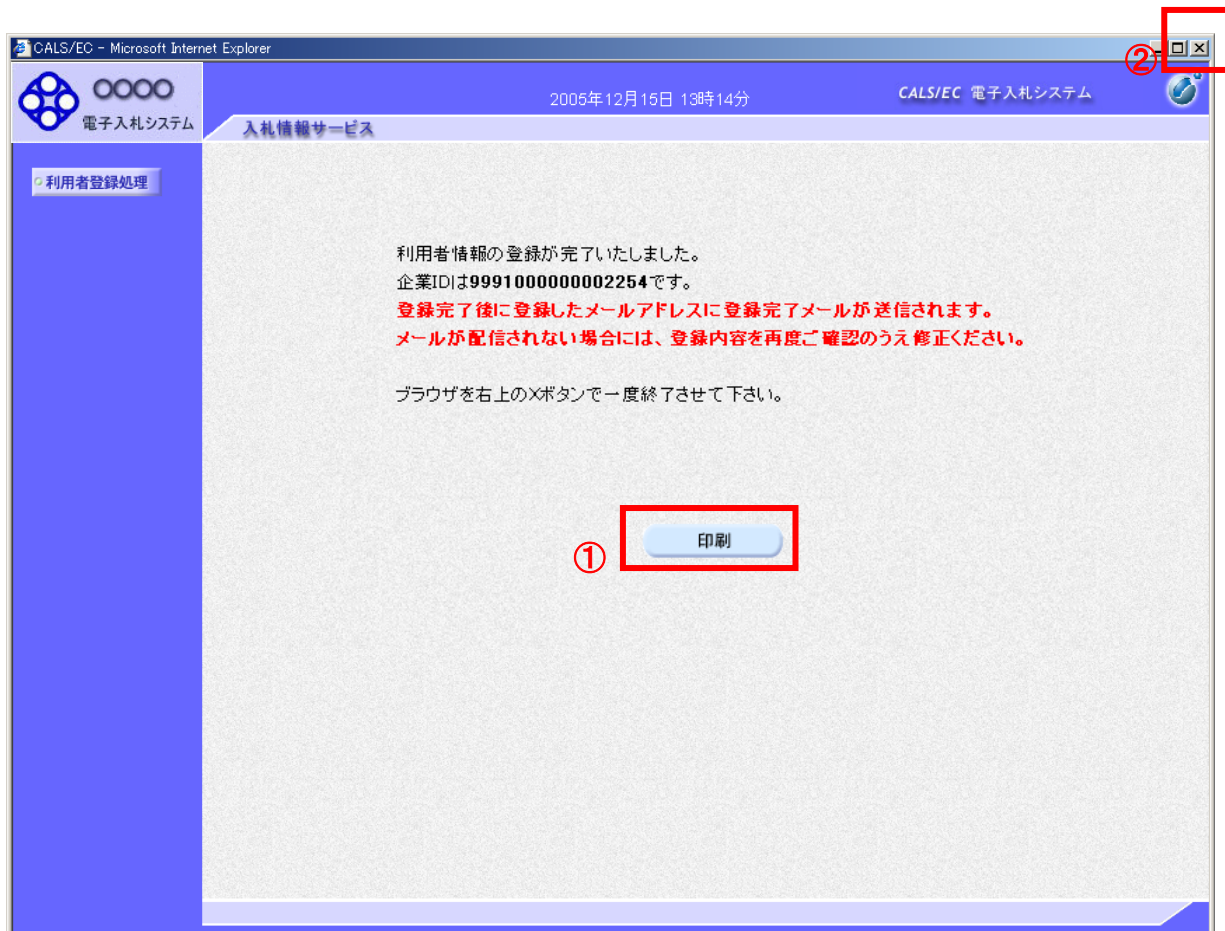 CALS/EC - Microsoft Internet Explorer
②
OOOO
電子入札システム
2005年12月15日 13時14分
CALS/EC 電子入札システム
入札情報サービス
利用者登録処理
利用者情報の登録が完了いたしました。
企業IDは9991000000002254です。
登録完了後に登録したメールアドレスに登録完了メールが送信されます。
メールが配信されない場合には、登録内容を再度ご確認のうえ修正ください。
ブラウザを右上の×ボタンで一度終了させて下さい。
①
印刷